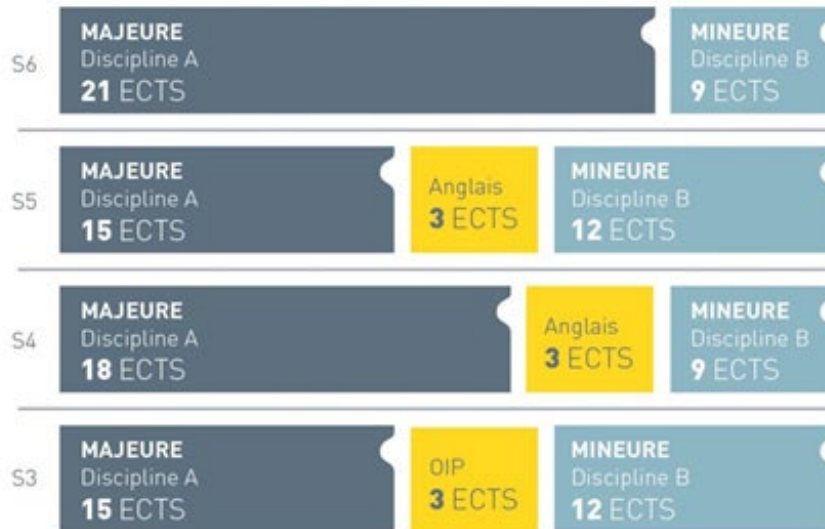 S6
MAJEURE
Discipline A
21 ECTS
MINEURE
Discipline B
9 ECTS
S5
MAJEURE
Discipline A
15 ECTS
Anglais
3 ECTS
MINEURE
Discipline B
12 ECTS
S4
MAJEURE
Discipline A
18 ECTS
Anglais
3 ECTS
MINEURE
Discipline B
9 ECTS
S3
MAJEURE
Discipline A
15 ECTS
OIP
3 ECTS
MINEURE
Discipline B
12 ECTS